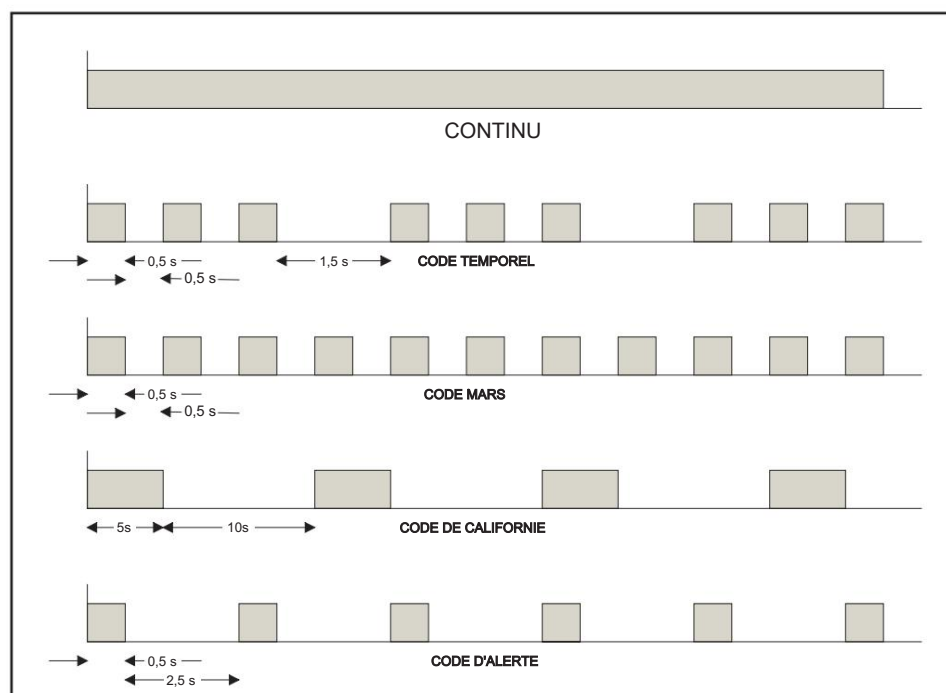 CONTINU
0,5 s
1,5 s
CODE TEMPOREL
0,5 s
0,5 s
CODE MARS
0,5 s
5s
10s
CODE DE CALIFORNIE
0,5 s
CODE D'ALERTE
2,5 s